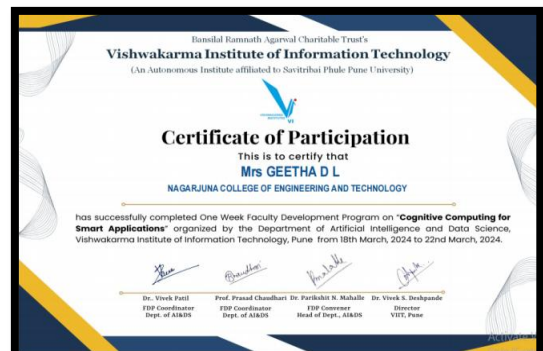 Bansilal Ramnath Agarwal Charitable Trust's
Vishwakarma Institute of Information Technology
(An Autonomous Institute affiliated to Savitribai Phule Pune University)
VI
Certificate of Participation
This is to certify that
Mrs GEETHA D L
NAGARJUNA COLLEGE OF ENGINEERING AND TECHNOLOGY
has successfully completed One Week Faculty Development Program on "Cognitive Computing for
Smart Applications" organized by the Department of Artificial Intelligence and Data Science,
Vishwakarma Institute of Information Technology, Pune from 18th March, 2024 to 22nd March, 2024.
Dr.. Vivek Patil Prof. Prasad Chaudhari Dr. Parikshit N. Mahalle Dr. Vivek S. Deshpande
FDP Coordinator FDP Coordinator FDP Convener Director
Dept. of AI&DS Dept. of AI&DS Head of Dept., AI&DS VIIT, Pune